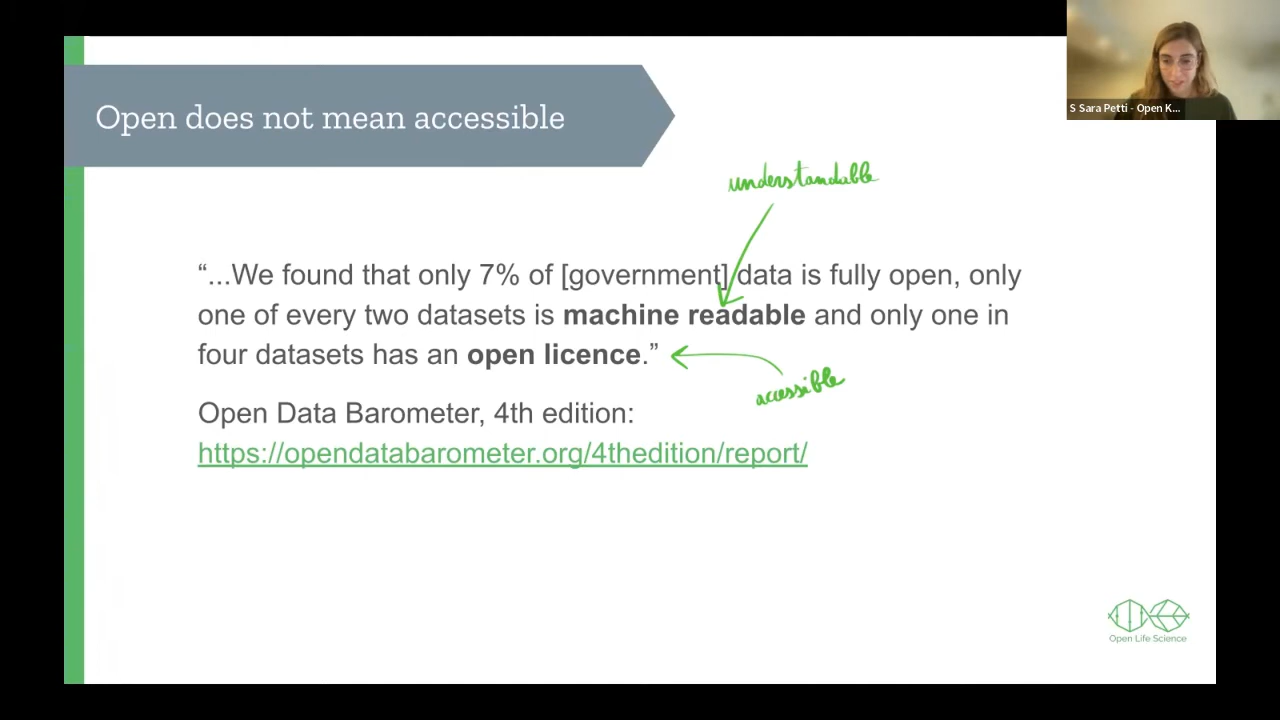 S Sara Petti - Open K...
Open does not mean accessible
understandable
“...We found that only 7% of [government] data is fully open, only
one of every two datasets is machine readable and only one in
four datasets has an open licence.”
accessible
Open Data Barometer, 4th edition:
https://opendatabarometer.org/4thedition/report/
Open Life Science